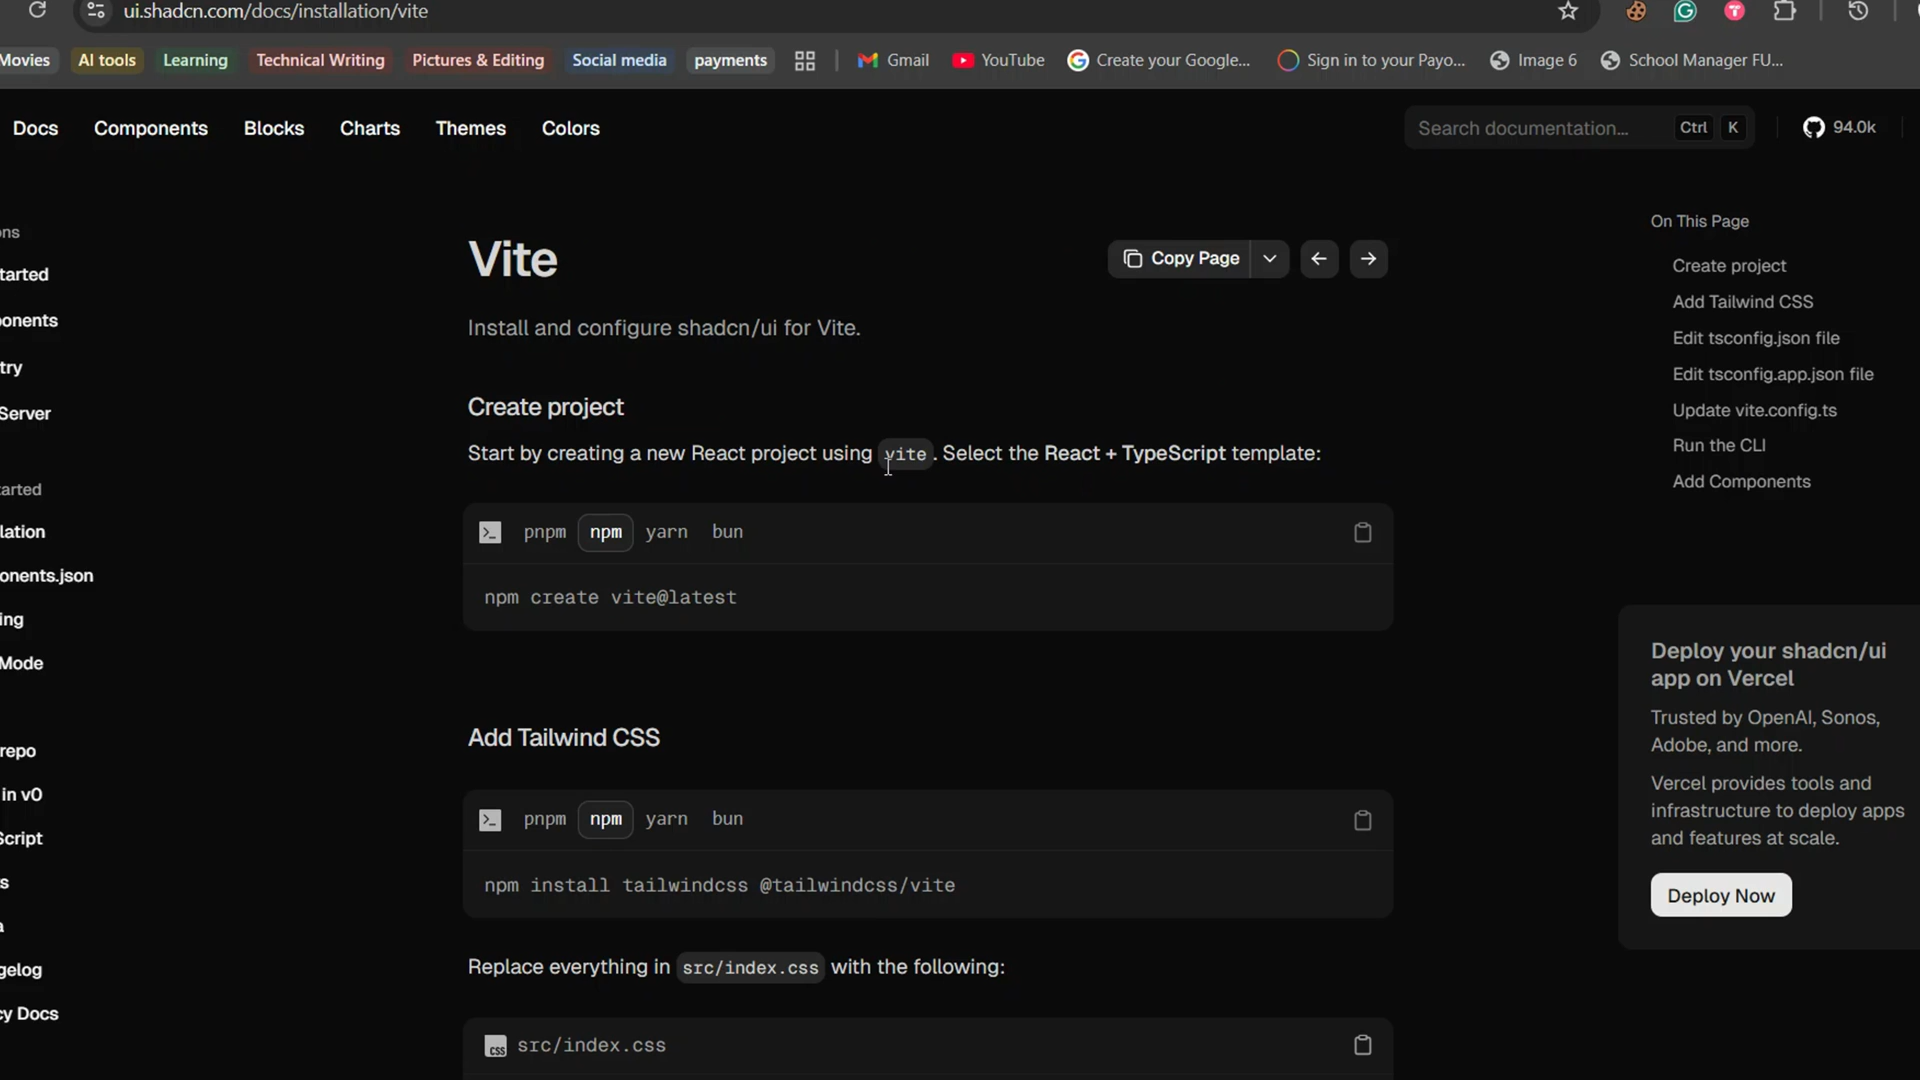 ui.shadcn.com/docs/installation/vite
Movies AI tools Learning Technical Writing Pictures & Editing Social media payments Gmail YouTube Create your Google... Sign in to your Payo... Image 6 School Manager FU...
Docs Components Blocks Charts Themes Colors Search documentation... Ctrl K 94.0k
ons
tarted
onents
try
Server
arted
lation
onents.json
ing
Mode
repo
in v0
Script
s
a
gelog
cy Docs
Vite
Copy Page
Install and configure shadcn/ui for Vite.
Create project
Start by creating a new React project using vite. Select the React + TypeScript template:
pnpm npm yarn bun
npm create vite@latest
Add Tailwind CSS
pnpm npm yarn bun
npm install tailwindcss @tailwindcss/vite
Replace everything in src/index.css with the following:
css src/index.css
On This Page
Create project
Add Tailwind CSS
Edit tsconfig.json file
Edit tsconfig.app.json file
Update vite.config.ts
Run the CLI
Add Components
Deploy your shadcn/ui
app on Vercel
Trusted by OpenAI, Sonos,
Adobe, and more.
Vercel provides tools and
infrastructure to deploy apps
and features at scale.
Deploy Now